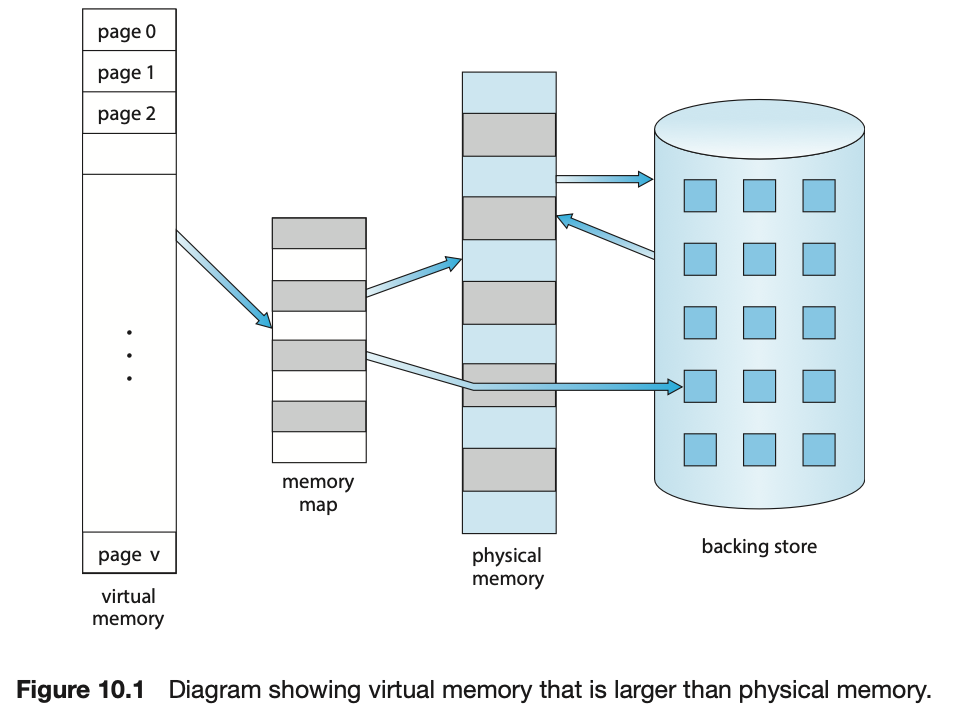 page 0
page 1
page 2
page v
virtual
memory
memory
map
physical
memory
backing store
Figure 10.1 Diagram showing virtual memory that is larger than physical memory.